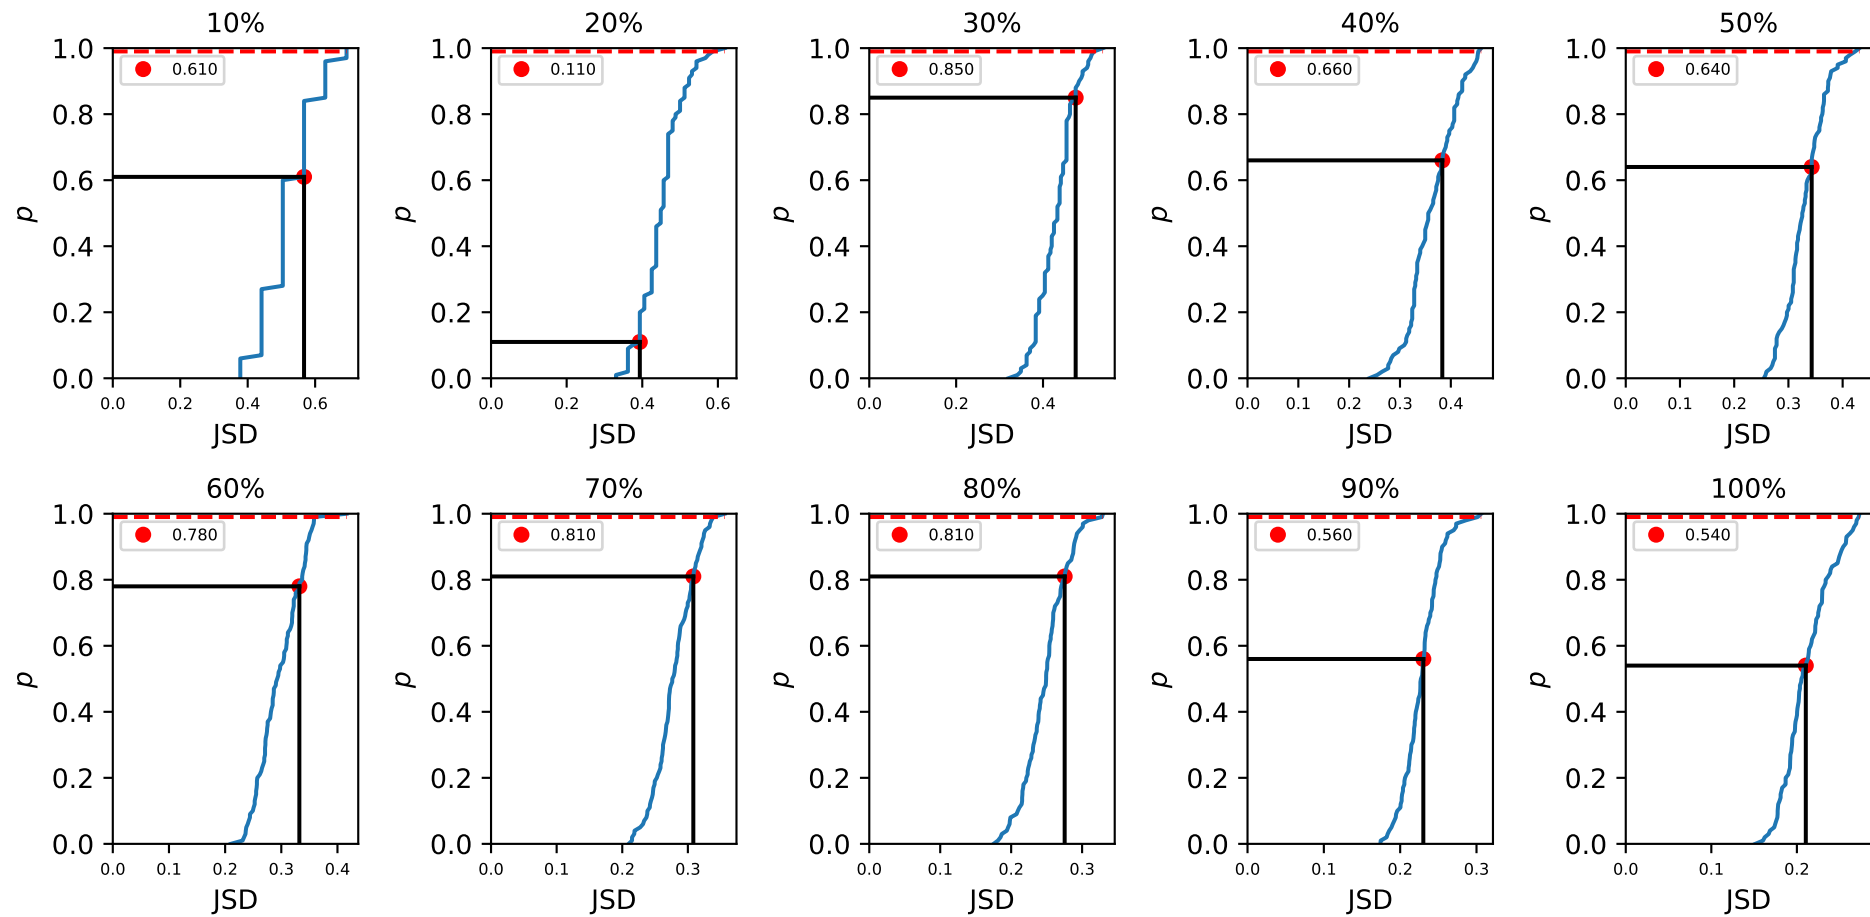 10% 20% 30% 40% 50%
1.0 0.8 0.6 0.4 0.2 0.0 p 0.610 0.0 0.2 0.4 0.6 JSD
1.0 0.8 0.6 0.4 0.2 0.0 p 0.110 0.0 0.2 0.4 0.6 JSD
1.0 0.8 0.6 0.4 0.2 0.0 p 0.850 0.0 0.2 0.4 JSD
1.0 0.8 0.6 0.4 0.2 0.0 p 0.660 0.0 0.1 0.2 0.3 0.4 JSD
1.0 0.8 0.6 0.4 0.2 0.0 p 0.640 0.0 0.1 0.2 0.3 0.4 JSD
60% 70% 80% 90% 100%
1.0 0.8 0.6 0.4 0.2 0.0 p 0.780 0.0 0.1 0.2 0.3 0.4 JSD
1.0 0.8 0.6 0.4 0.2 0.0 p 0.810 0.0 0.1 0.2 0.3 JSD
1.0 0.8 0.6 0.4 0.2 0.0 p 0.810 0.0 0.1 0.2 0.3 JSD
1.0 0.8 0.6 0.4 0.2 0.0 p 0.560 0.0 0.1 0.2 0.3 JSD
1.0 0.8 0.6 0.4 0.2 0.0 p 0.540 0.0 0.1 0.2 JSD